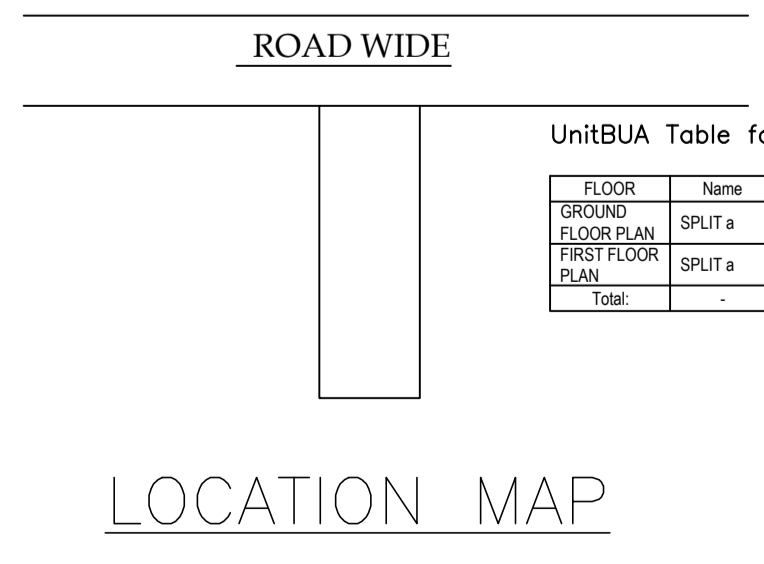 ROAD WIDE
UnitBUA Table
FLOOR Name
GROUND
FLOOR PLAN
SPLIT a
FIRST FLOOR
PLAN
SPLIT a
Total: -
LOCATION MAP